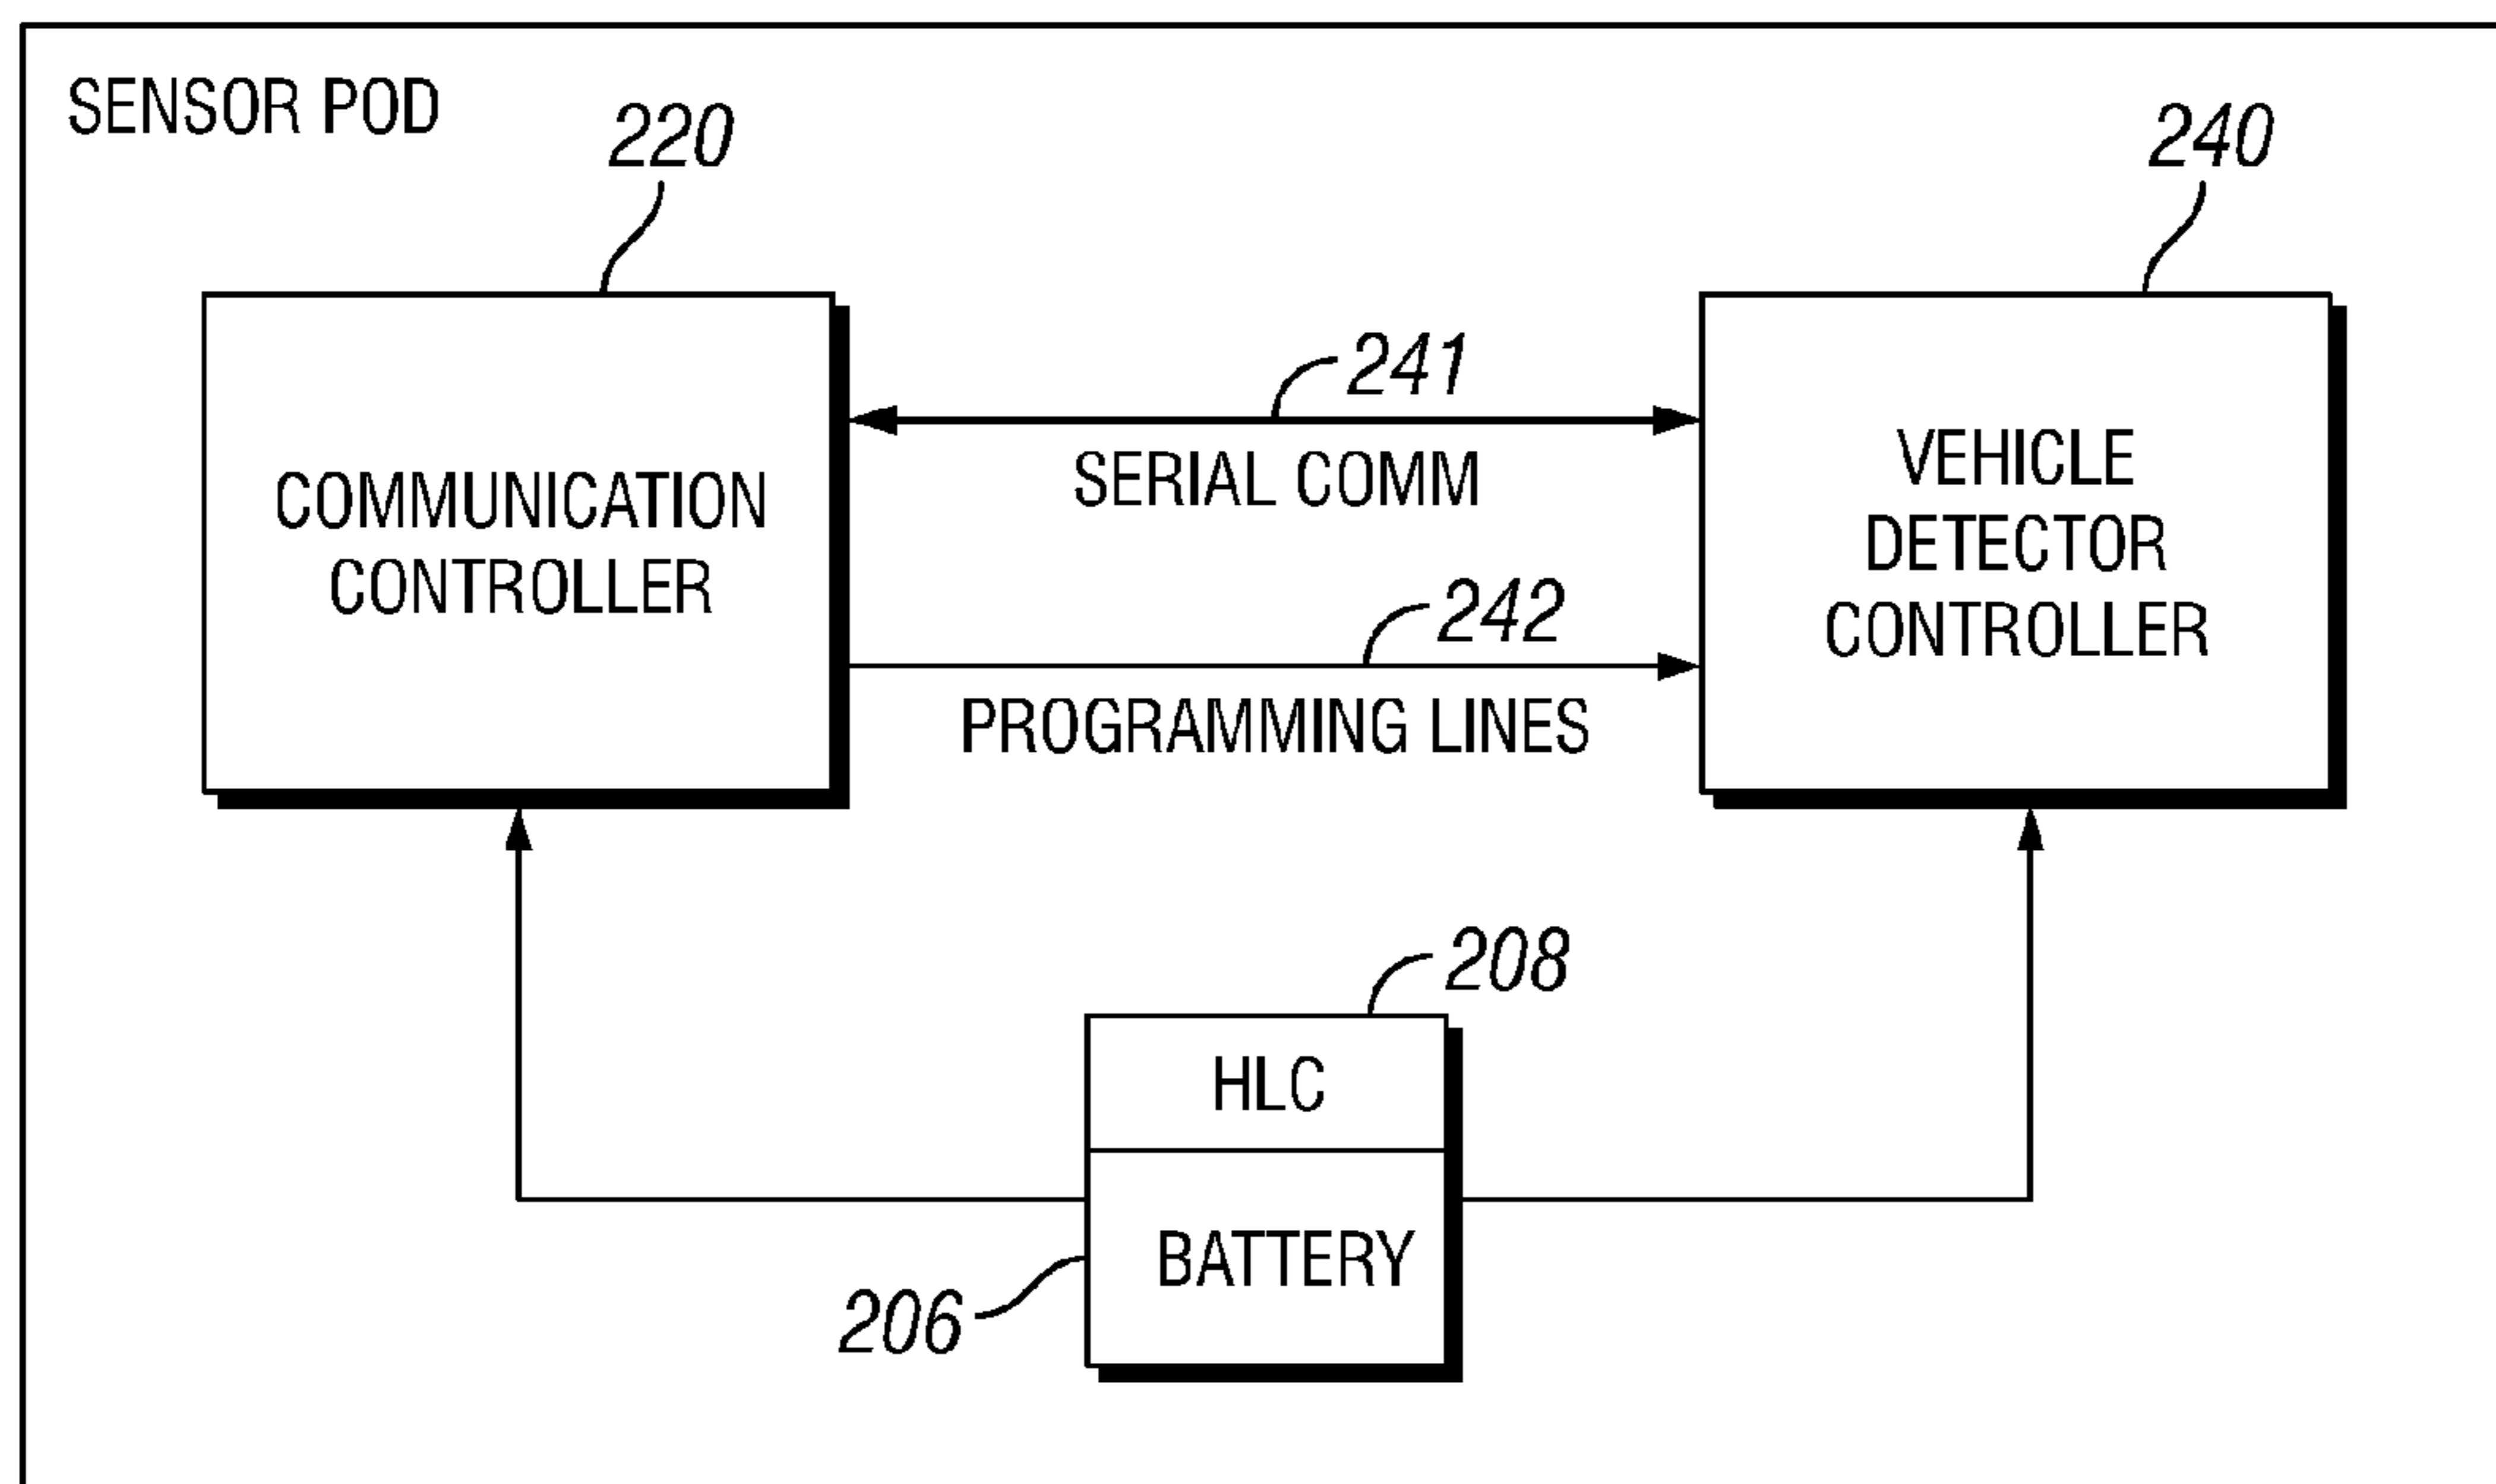 SENSOR POD
220
240
241
COMMUNICATION
CONTROLLER
SERIAL COMM
VEHICLE
DETECTOR
CONTROLLER
242
PROGRAMMING LINES
208
HLC
BATTERY
206